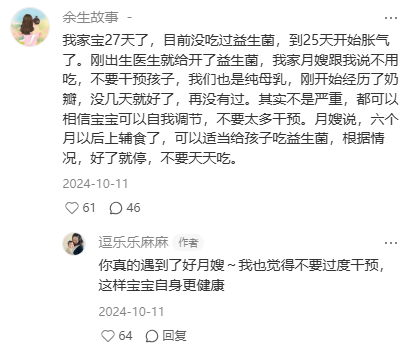 余生故事 -
我家宝27天了，目前没吃过益生菌，到25天开始胀气
了。刚出生医生就给开了益生菌，我家月嫂跟我说不用
吃，不要干预孩子，我们也是纯母乳，刚开始经历了奶
瓣，没几天就好了，再没有过。其实不是严重，都可以
相信宝宝可以自我调节，不要太多干预。月嫂说，六个
月以后上辅食了，可以适当给孩子吃益生菌，根据情
况，好了就停，不要天天吃。
2024-10-11
61 46
逗乐乐麻麻 作者
你真的遇到了好月嫂～我也觉得不要过度干预，
这样宝宝自身更健康
2024-10-11
64 回复